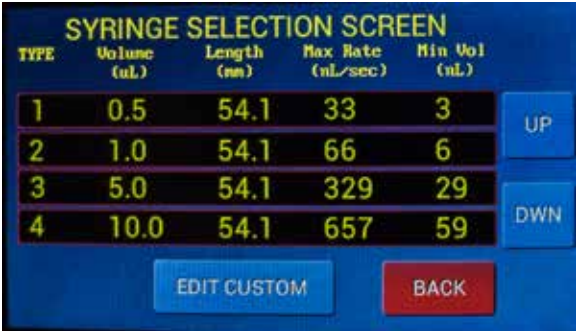 SYRINGE SELECTION SCREEN
TYPE Volume (uL) Length (mm) Max Rate (nL/sec) Min Vol (nL)
1 0.5 54.1 33 3
2 1.0 54.1 66 6
3 5.0 54.1 329 29
4 10.0 54.1 657 59
UP
DWN
EDIT CUSTOM BACK